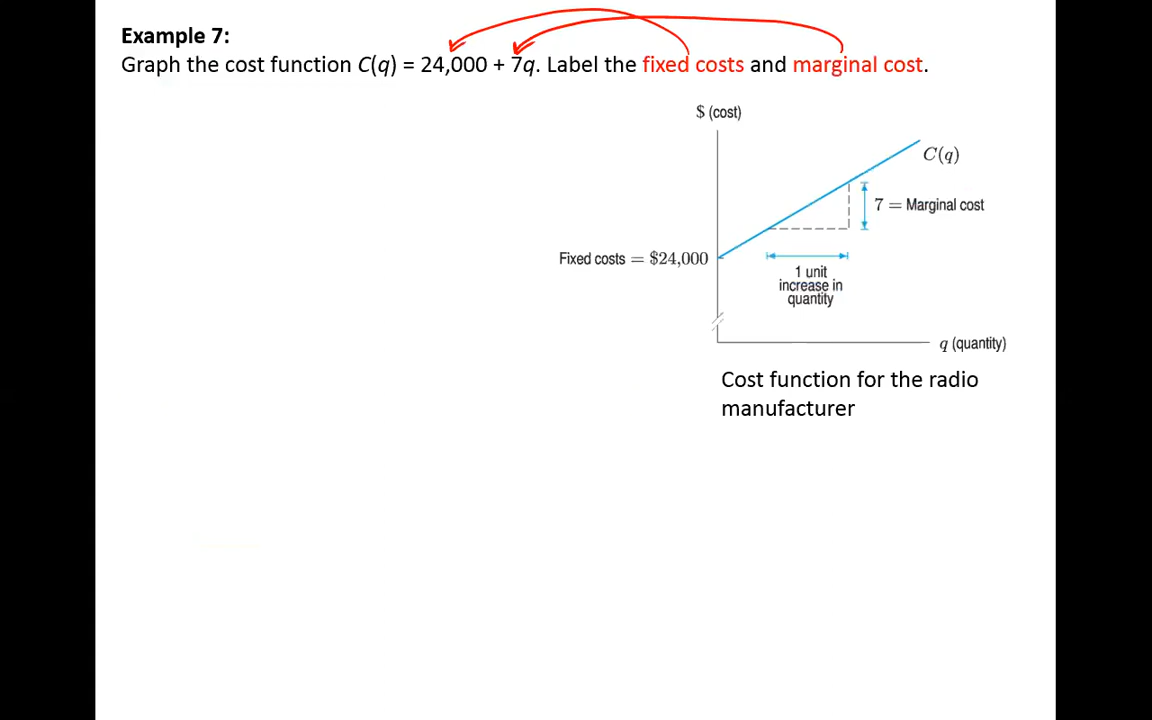 Example 7:
Graph the cost function C(q) = 24,000 + 7q. Label the fixed costs and marginal cost.
$ (cost)
C(q)
7 = Marginal cost
Fixed costs = $24,000
1 unit
increase in
quantity
q (quantity)
Cost function for the radio
manufacturer